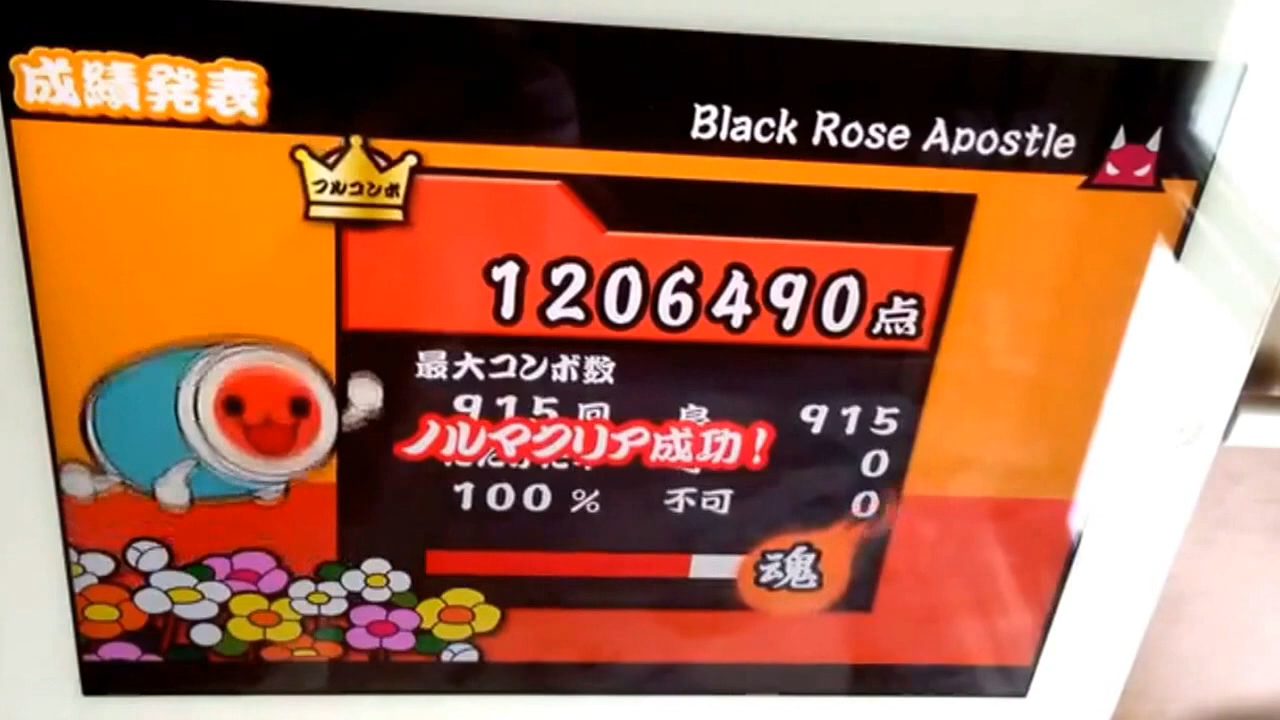 成績発表
Black Rose Apostle
フルコンボ
1206490点
最大コンボ数
915回 良 915
ノルマクリア成功!
0
100% 不可 0
魂